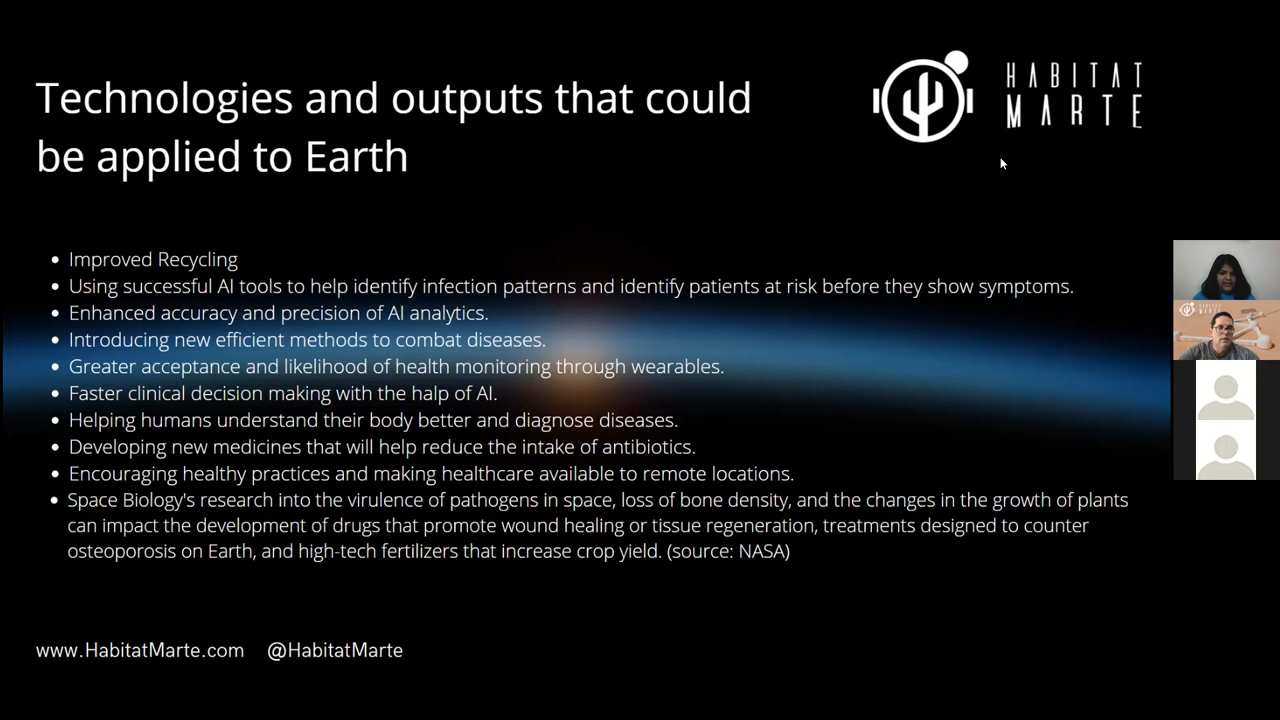 Technologies and outputs that could
be applied to Earth
HABITAT
MARTE
• Improved Recycling
• Using successful AI tools to help identify infection patterns and identify patients at risk before they show symptoms.
• Enhanced accuracy and precision of AI analytics.
• Introducing new efficient methods to combat diseases.
• Greater acceptance and likelihood of health monitoring through wearables.
• Faster clinical decision making with the halp of AI.
• Helping humans understand their body better and diagnose diseases.
• Developing new medicines that will help reduce the intake of antibiotics.
• Encouraging healthy practices and making healthcare available to remote locations.
• Space Biology's research into the virulence of pathogens in space, loss of bone density, and the changes in the growth of plants
can impact the development of drugs that promote wound healing or tissue regeneration, treatments designed to counter
osteoporosis on Earth, and high-tech fertilizers that increase crop yield. (source: NASA)
www.HabitatMarte.com @HabitatMarte
HABITAT
MARTE